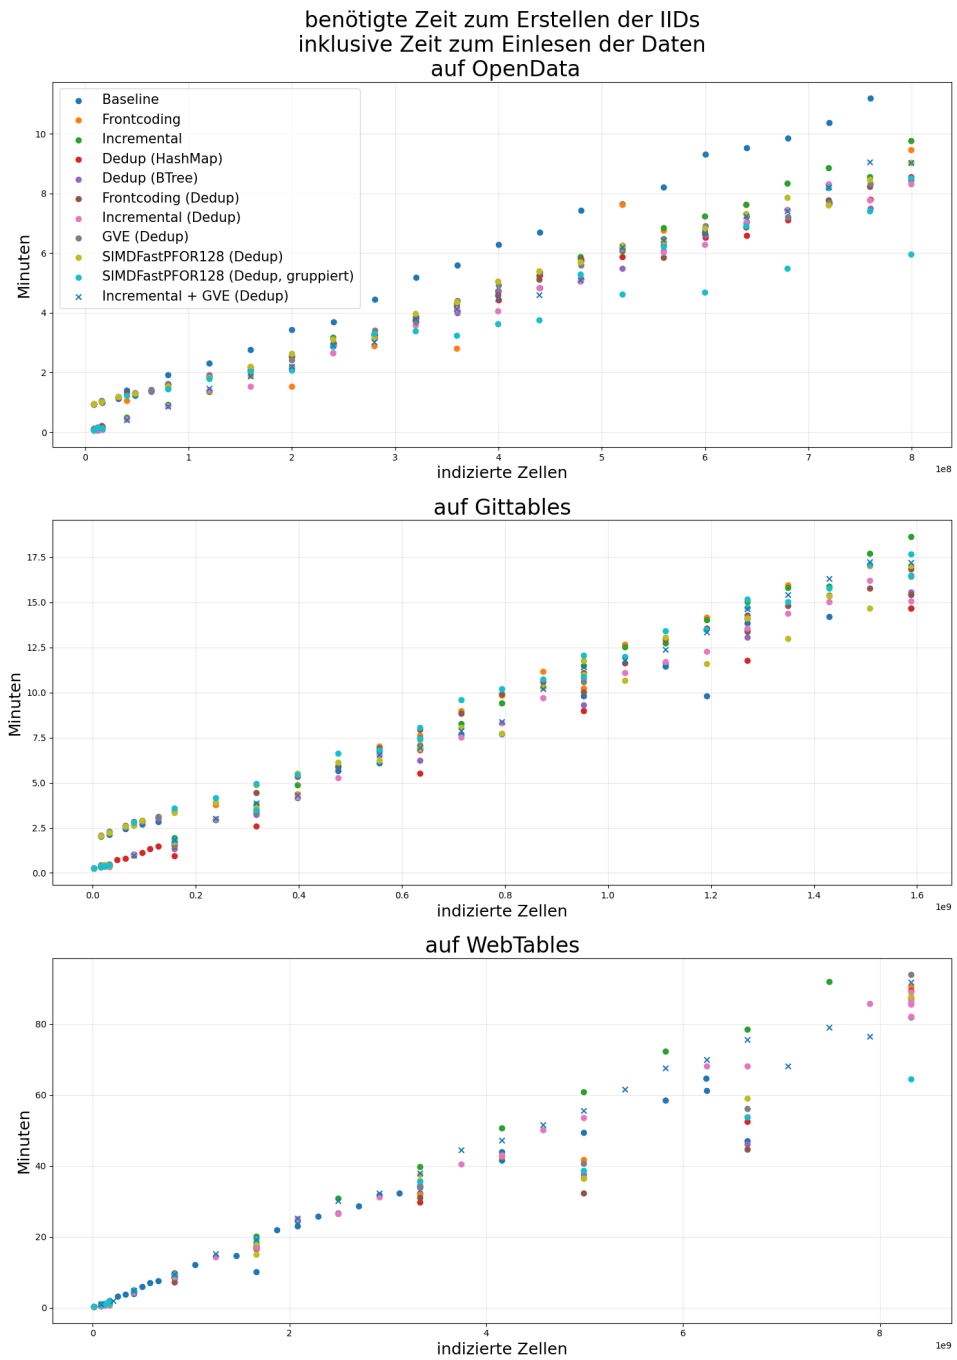 benötigte Zeit zum Erstellen der IIDs
inklusive Zeit zum Einlesen der Daten
auf OpenData
Baseline
Frontcoding
Incremental
Dedup (HashMap)
Dedup (BTree)
Frontcoding (Dedup)
Incremental (Dedup)
GVE (Dedup)
SIMDFastPFOR128 (Dedup)
SIMDFastPFOR128 (Dedup, gruppiert)
Incremental + GVE (Dedup)
Minuten
10
8
6
4
2
0
0 1 2 3 4 5 6 7 8
1e8
indizierte Zellen
auf Gittables
Minuten
17.5
15.0
12.5
10.0
7.5
5.0
2.5
0.0
0.0 0.2 0.4 0.6 0.8 1.0 1.2 1.4 1.6
1e9
indizierte Zellen
auf WebTables
Minuten
80
60
40
20
0
0 2 4 6 8
1e9
indizierte Zellen